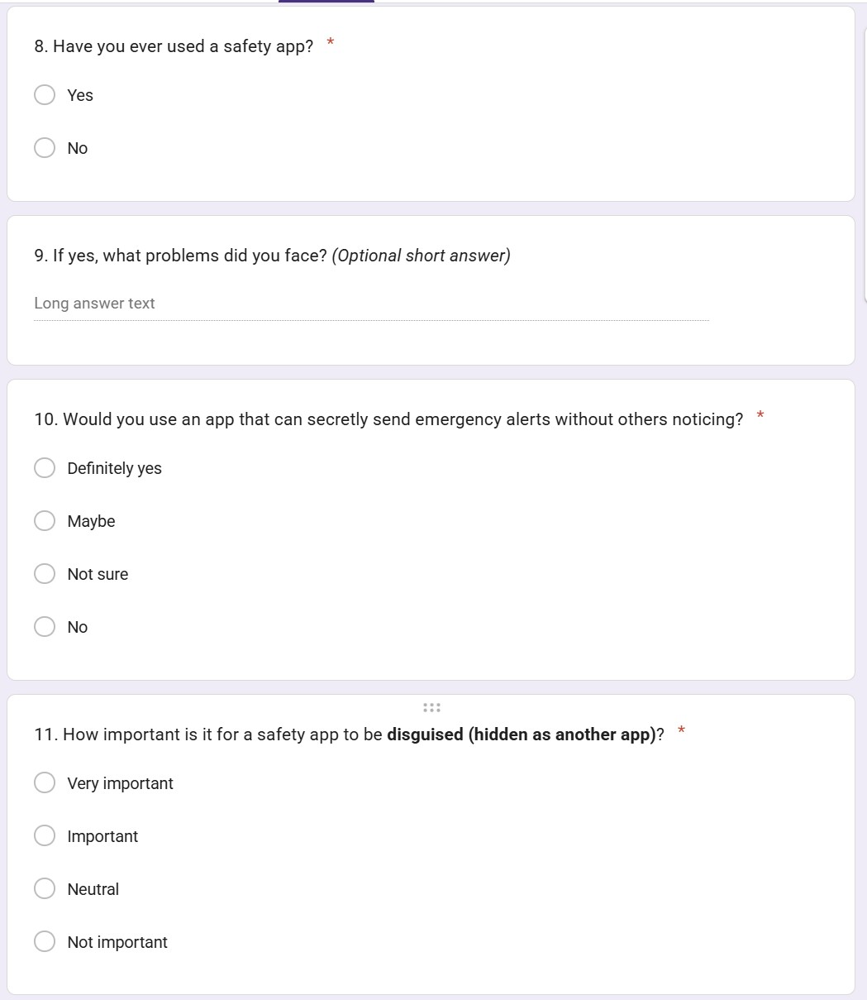 8. Have you ever used a safety app? *
Yes
No
9. If yes, what problems did you face? (Optional short answer)
Long answer text
10. Would you use an app that can secretly send emergency alerts without others noticing? *
Definitely yes
Maybe
Not sure
No
11. How important is it for a safety app to be disguised (hidden as another app)? *
Very important
Important
Neutral
Not important